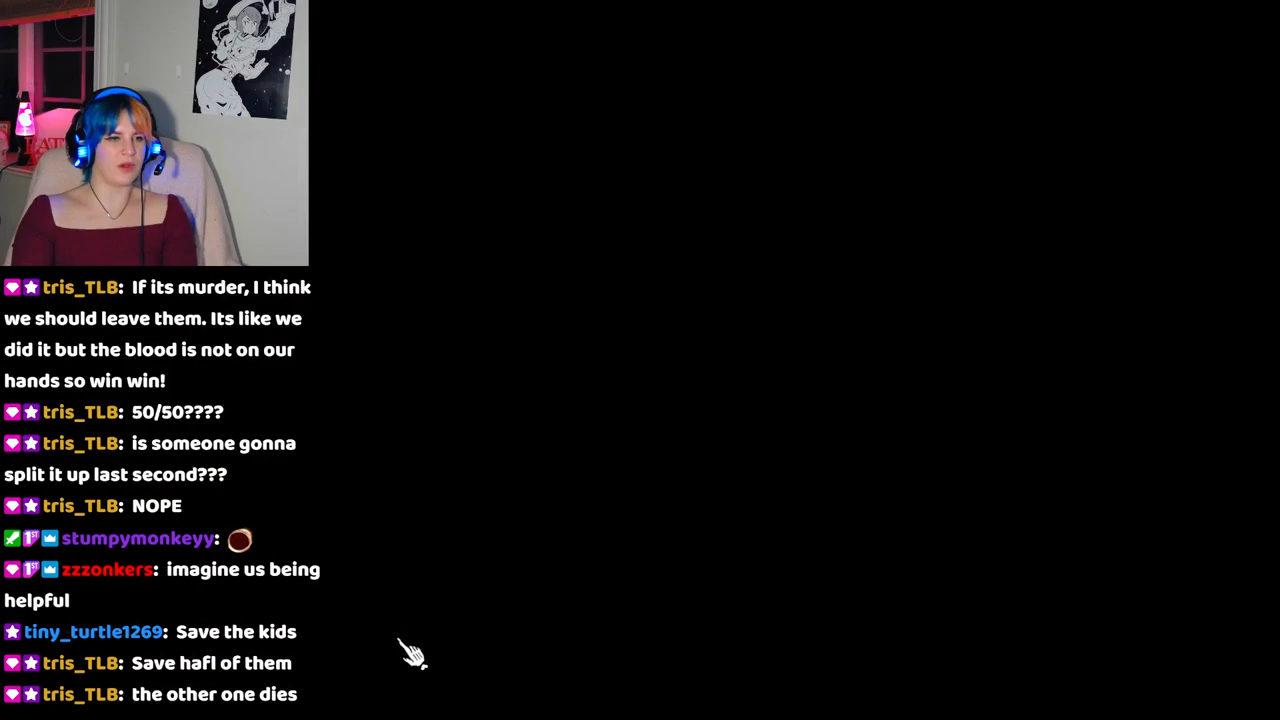 tris_TLB: If its murder, I think
we should leave them. Its like we
did it but the blood is not on our
hands so win win!
tris_TLB: 50/50????
tris_TLB: is someone gonna
split it up last second???
tris_TLB: NOPE
1ST stumpymonkeyy:
1ST zzzonkers: imagine us being
helpful
tiny_turtle1269: Save the kids
tris_TLB: Save hafl of them
tris_TLB: the other one dies